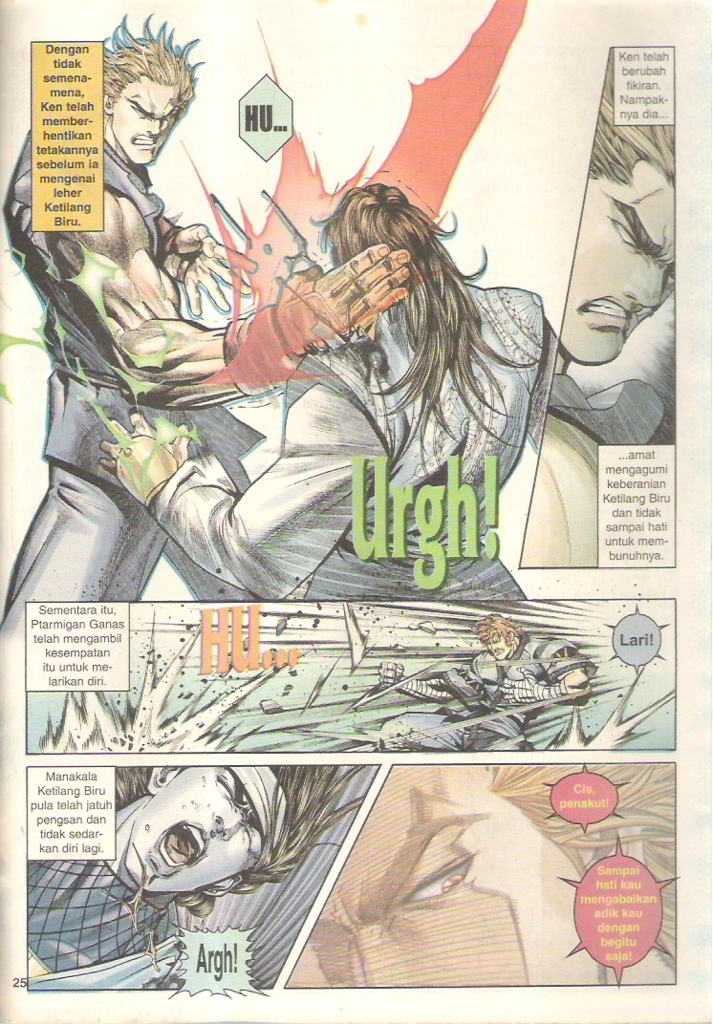 Dengan
tidak
semena-
mena,
Ken telah
member-
hentikan
tetakannya
sebelum ia
mengenai
leher
Ketilang
Biru.
HU...
Ken telah
berubah
fikiran.
Nampak-
nya dia...
...amat
mengagumi
keberanian
Ketilang Biru
dan tidak
sampai hati
untuk mem-
bunuhnya.
Urgh!
Sementara itu,
Ptarmigan Ganas
telah mengambil
kesempatan
itu untuk me-
larikan diri.
HU...
Lari!
Manakala
Ketilang Biru
pula telah jatuh
pengsan dan
tidak sedar-
kan diri lagi.
Argh!
Cis,
penakut!
Sampai
hati kau
mengabaikan
adik kau
dengan
begitu
saja!
25